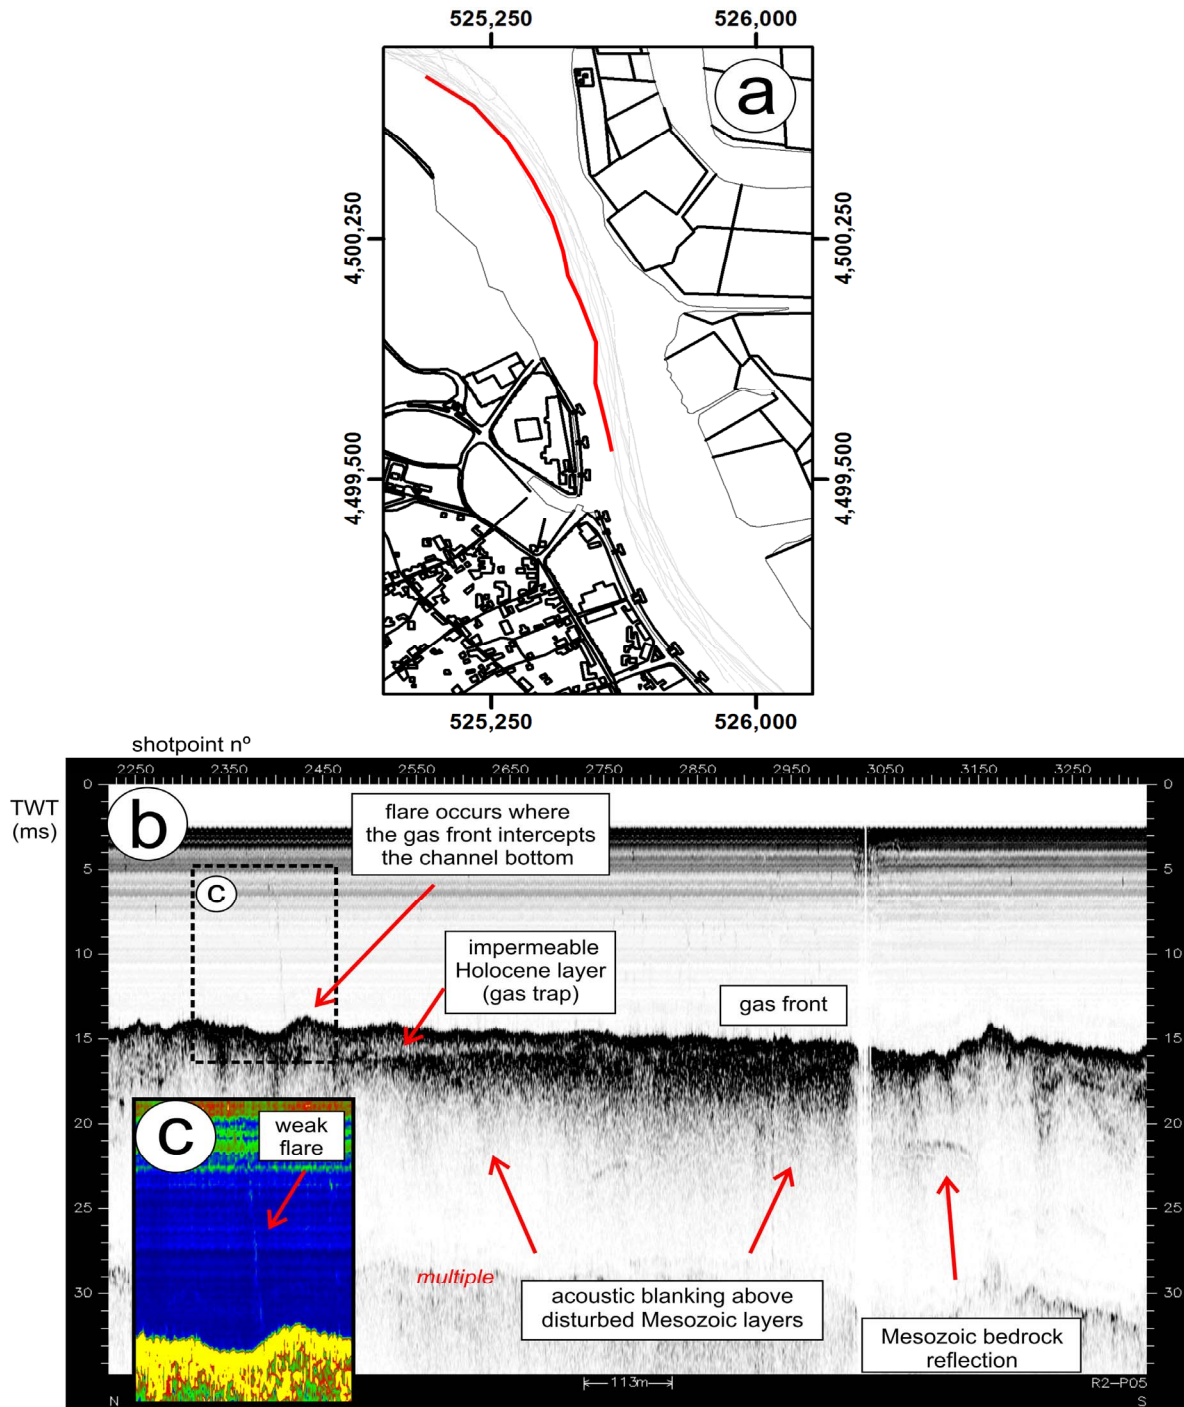 525,250 526,000
a
4,500,250 4,500,250
4,499,500 4,499,500
525,250 526,000
shotpoint nº
2250 2350 2450 2550 2650 2750 2850 2950 3050 3150 3250
TWT
(ms)
0 0
b
flare occurs where
the gas front intercepts
the channel bottom
5 5
c
impermeable
Holocene layer
(gas trap)
10 10
gas front
15 15
c
weak
flare
20 20
25 25
multiple
30 30
acoustic blanking above
disturbed Mesozoic layers
Mesozoic bedrock
reflection
113m
R2-P05
N S